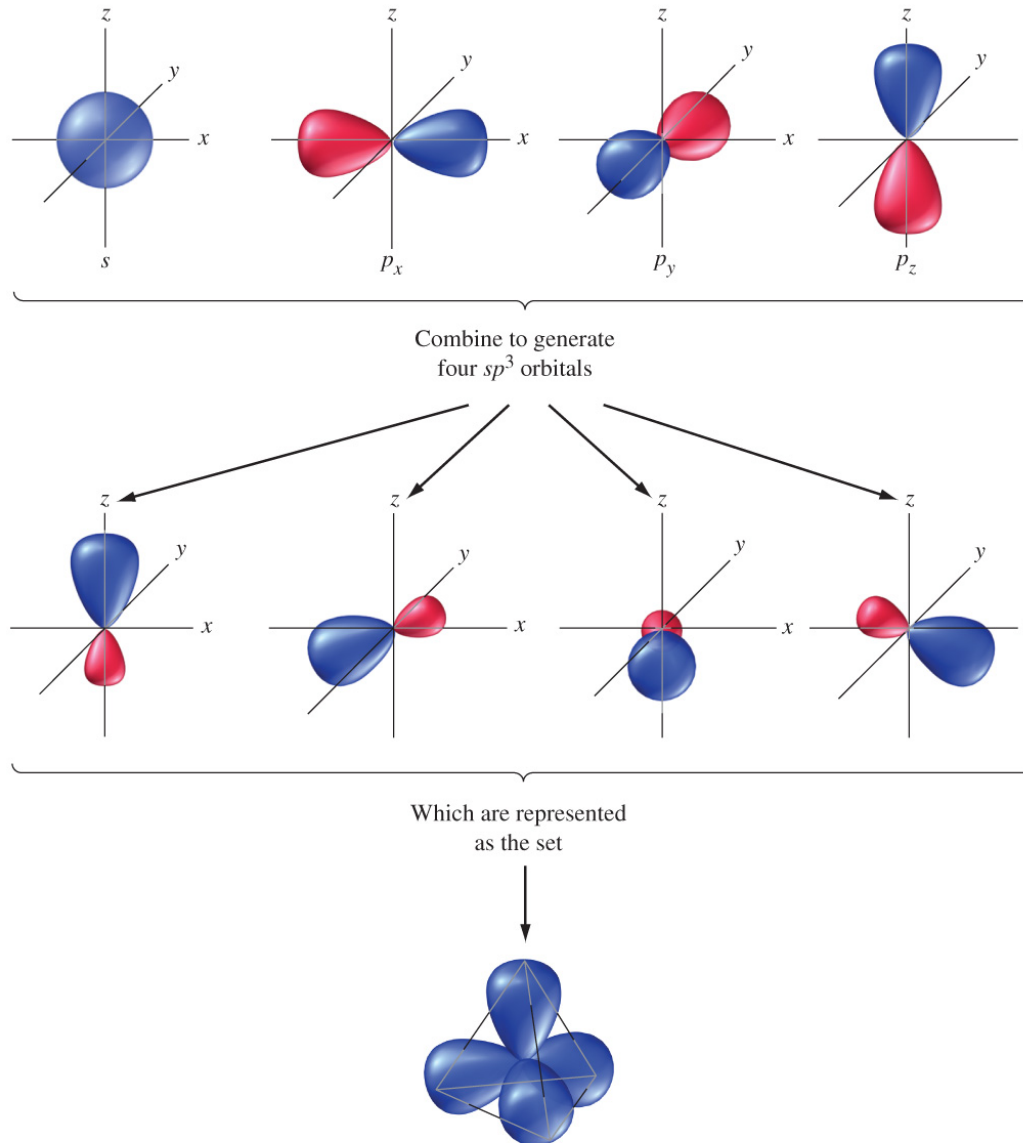 z z z z
y y y y
x x x
s p_x p_y p_z
Combine to generate
four sp³ orbitals
z z z z
y y y y
x x x
Which are represented
as the set